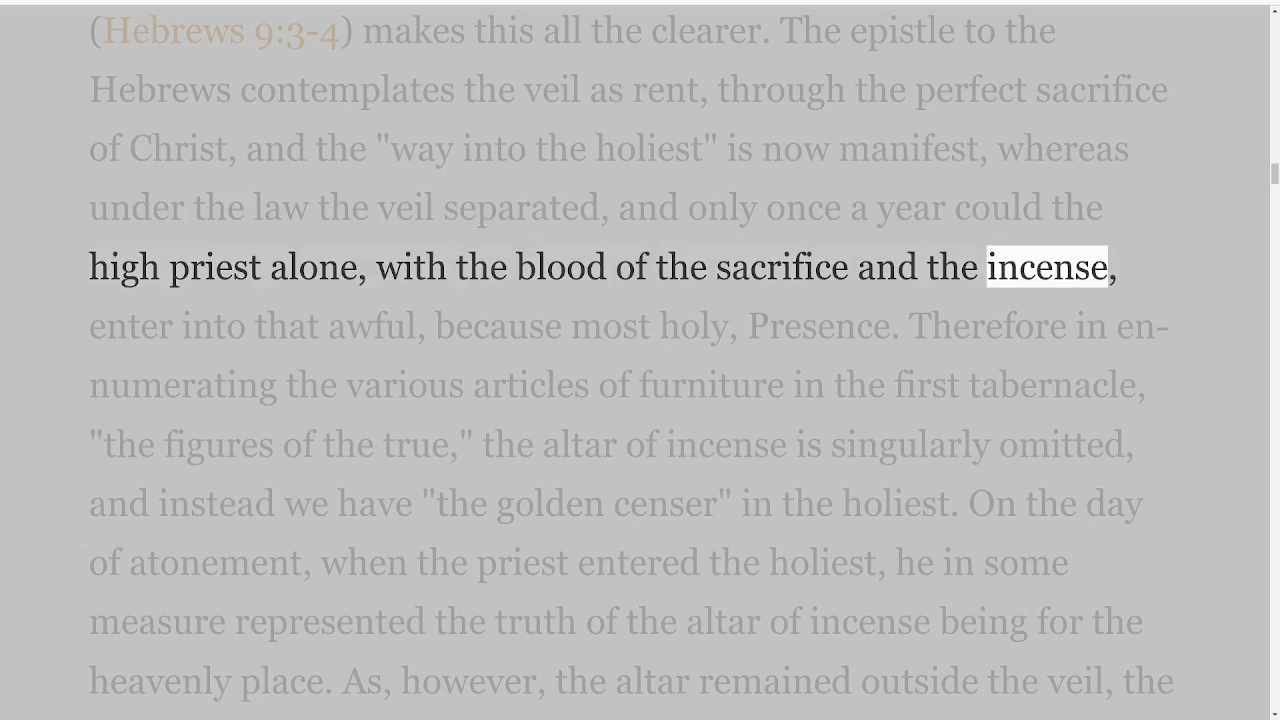 (Hebrews 9:3-4) makes this all the clearer. The epistle to the
Hebrews contemplates the veil as rent, through the perfect sacrifice
of Christ, and the "way into the holiest" is now manifest, whereas
under the law the veil separated, and only once a year could the
high priest alone, with the blood of the sacrifice and the incense,
enter into that awful, because most holy, Presence. Therefore in en-
numerating the various articles of furniture in the first tabernacle,
"the figures of the true," the altar of incense is singularly omitted,
and instead we have "the golden censer" in the holiest. On the day
of atonement, when the priest entered the holiest, he in some
measure represented the truth of the altar of incense being for the
heavenly place. As, however, the altar remained outside the veil, the